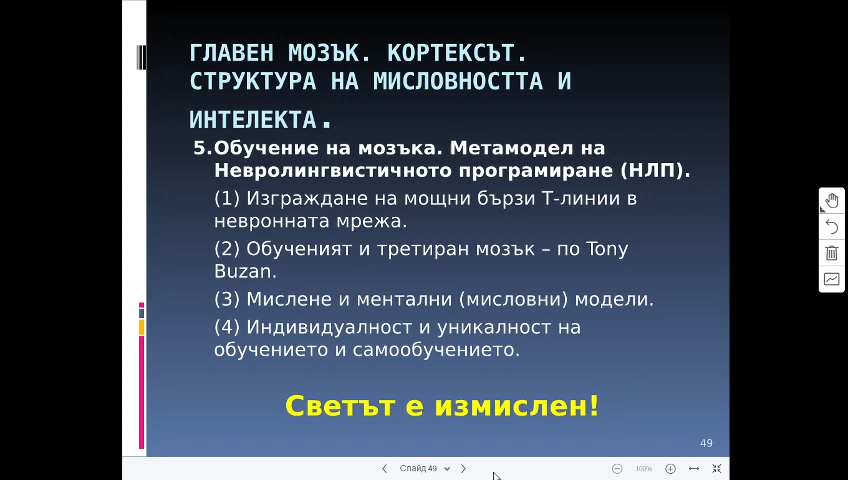 ГЛАВЕН МОЗЪК. КОРТЕКСЪТ.
СТРУКТУРА НА МИСЛОВНОСТТА И
ИНТЕЛЕКТА.
5.Обучение на мозъка. Метамодел на
Невролингвистичното програмиране (НЛП).
(1) Изграждане на мощни бързи Т-линии в
невронната мрежа.
(2) Обученият и третиран мозък – по Tony
Buzan.
(3) Мислене и ментални (мисловни) модели.
(4) Индивидуалност и уникалност на
обучението и самообучението.
Светът е измислен!
49
Слайд 49
100%